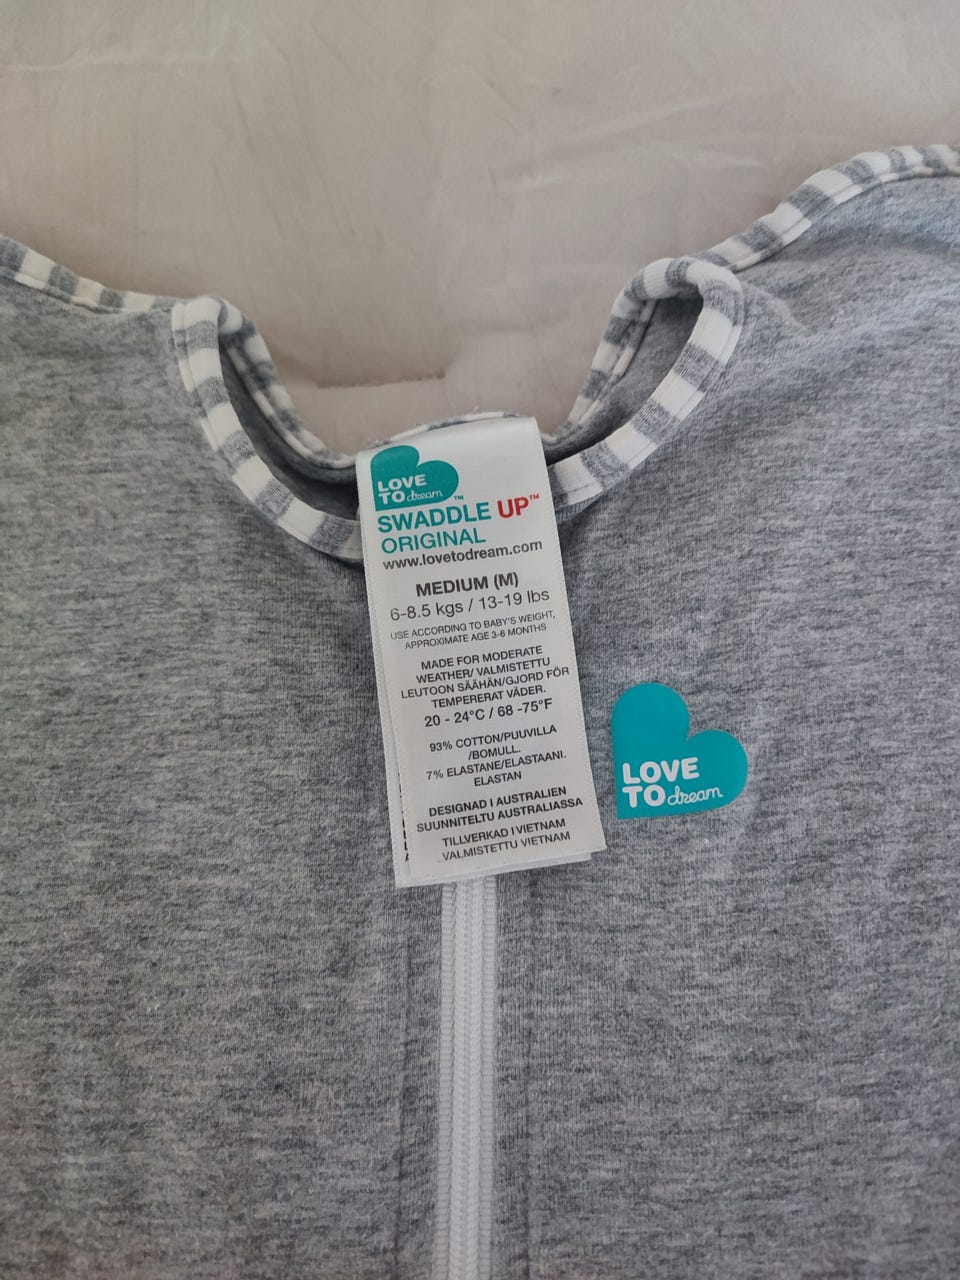 LOVE
TO dream™
SWADDLE UP™
ORIGINAL
www.lovetodream.com
MEDIUM (M)
6-8.5 kgs / 13-19 lbs
USE ACCORDING TO BABY'S WEIGHT,
APPROXIMATE AGE 3-6 MONTHS
MADE FOR MODERATE
WEATHER/ VALMISTETTU
LEUTOON SÄÄHÄN/GJORD FÖR
TEMPERERAT VÄDER.
20 - 24°C / 68 -75°F
93% COTTON/PUUVILLA
/BOMULL.
7% ELASTANE/ELASTAANI.
ELASTAN
DESIGNAD I AUSTRALIEN
SUUNNITELTU AUSTRALIASSA
TILLVERKAD I VIETNAM
VALMISTETTU VIETNAM
LOVE
TO dream